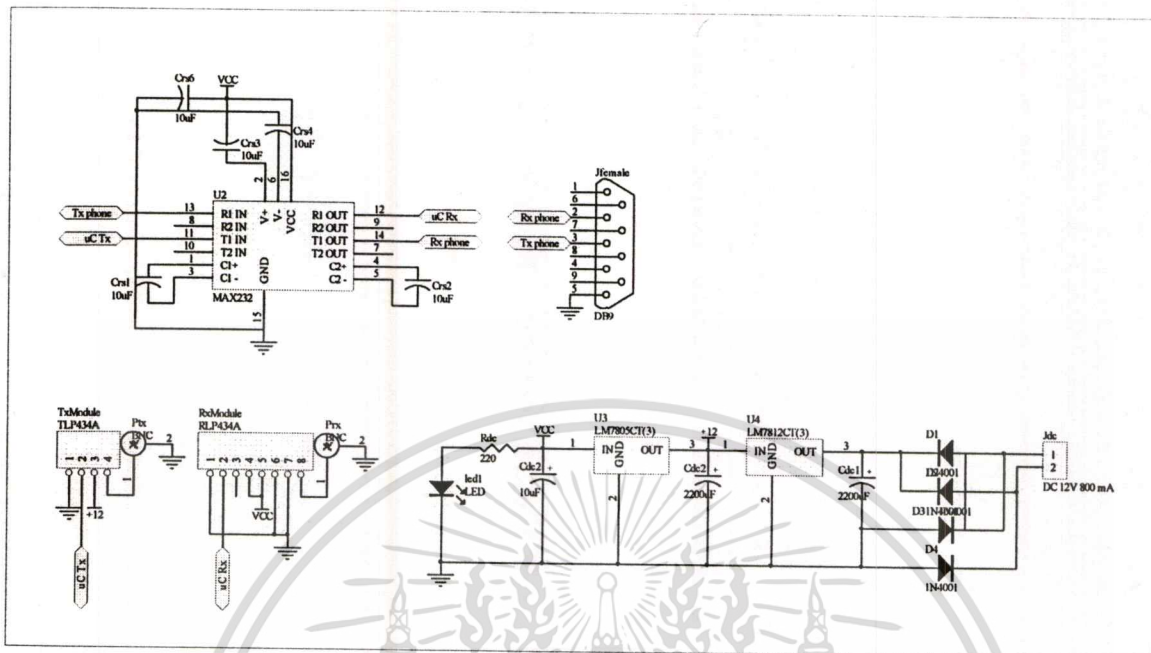 Crs6
VCC
10uF
Crs4
10uF
Crs3
10uF
2
6
16
U2
V+
V-
VCC
Tx phone
13
R1 IN
R1 OUT
12
uC Rx
8
R2 IN
R2 OUT
9
uC Tx
11
T1 IN
T1 OUT
14
Rx phone
10
T2 IN
T2 OUT
7
1
C1+
GND
C2+
4
3
C1 -
C2 -
5
Crs1
10uF
MAX232
Crs2
10uF
15
Jfemale
1
6
Rx phone
2
7
Tx phone
3
8
4
9
5
DB9
TxModule
TLP434A
Ptx
BNC
2
1 2 3 4
1
+12
uC Tx
RxModule
RLP434A
Prx
BNC
2
1 2 3 4 5 6 7 8
1
VCC
uC Rx
Rdc
220
VCC
led1
LED
Cdc2
10uF
+
U3
LM7805CT(3)
1
IN
GND
OUT
3
2
+12
Cdc2
2200uF
+
U4
LM7812CT(3)
1
IN
GND
OUT
3
2
Cdc1
2200uF
+
D1
D4
1N4001
Jdc
1
2
DC 12V 800 mA